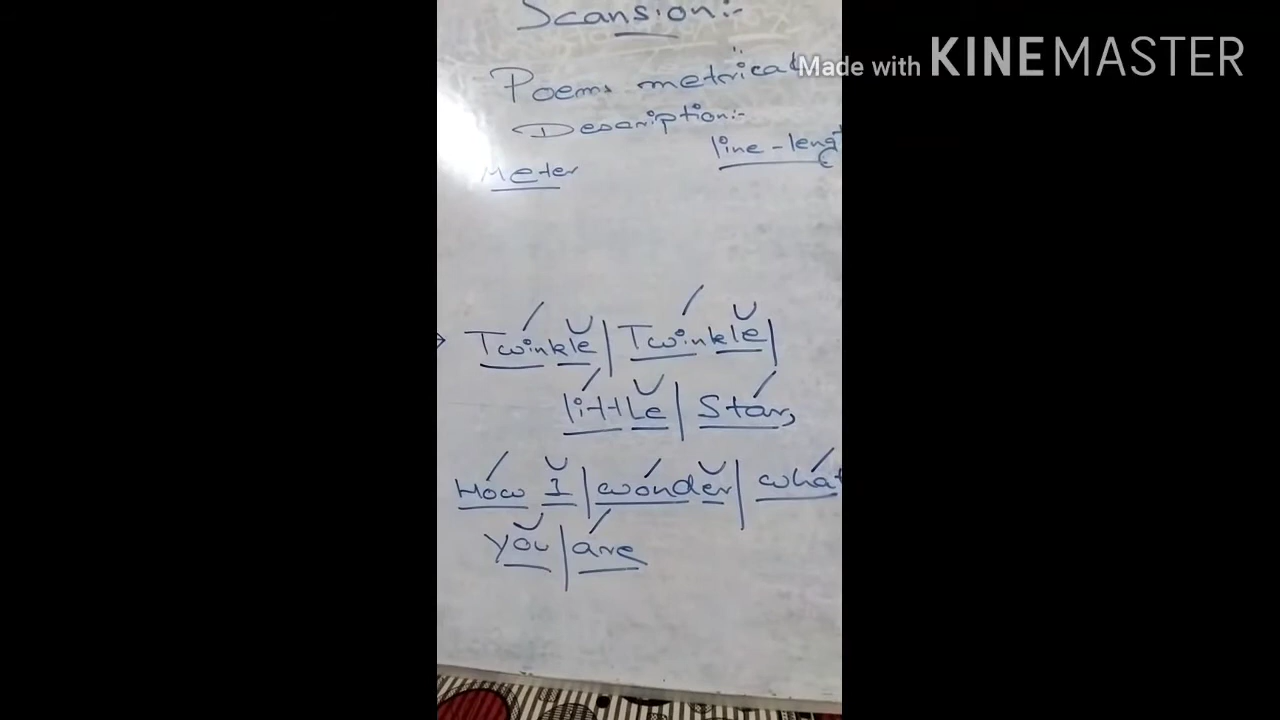 Scansion:-
Made with KINEMASTER
Poems metrical
Description:-
line-leng
Meter
Twinkle | Twinkle |
little | Star,
How I | wonder | what
you | are